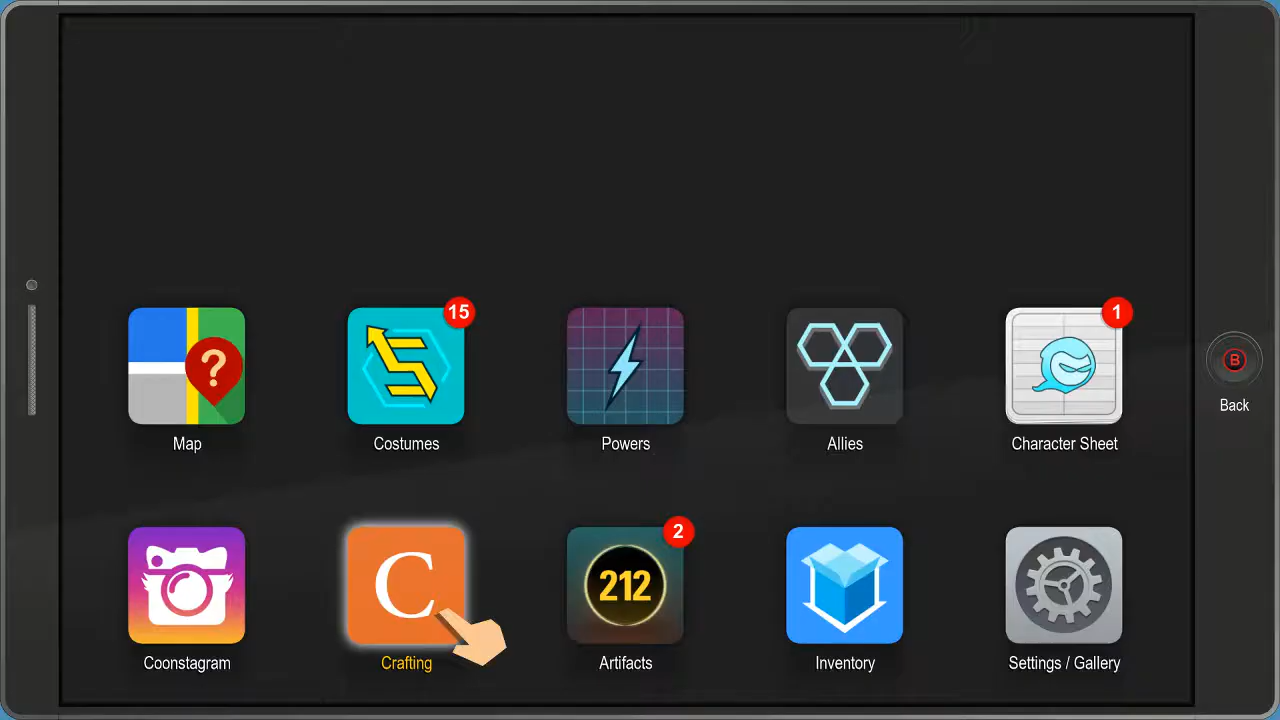 15
1
?
B
Back
Map
Costumes
Powers
Allies
Character Sheet
2
C
212
Coonstagram
Crafting
Artifacts
Inventory
Settings / Gallery